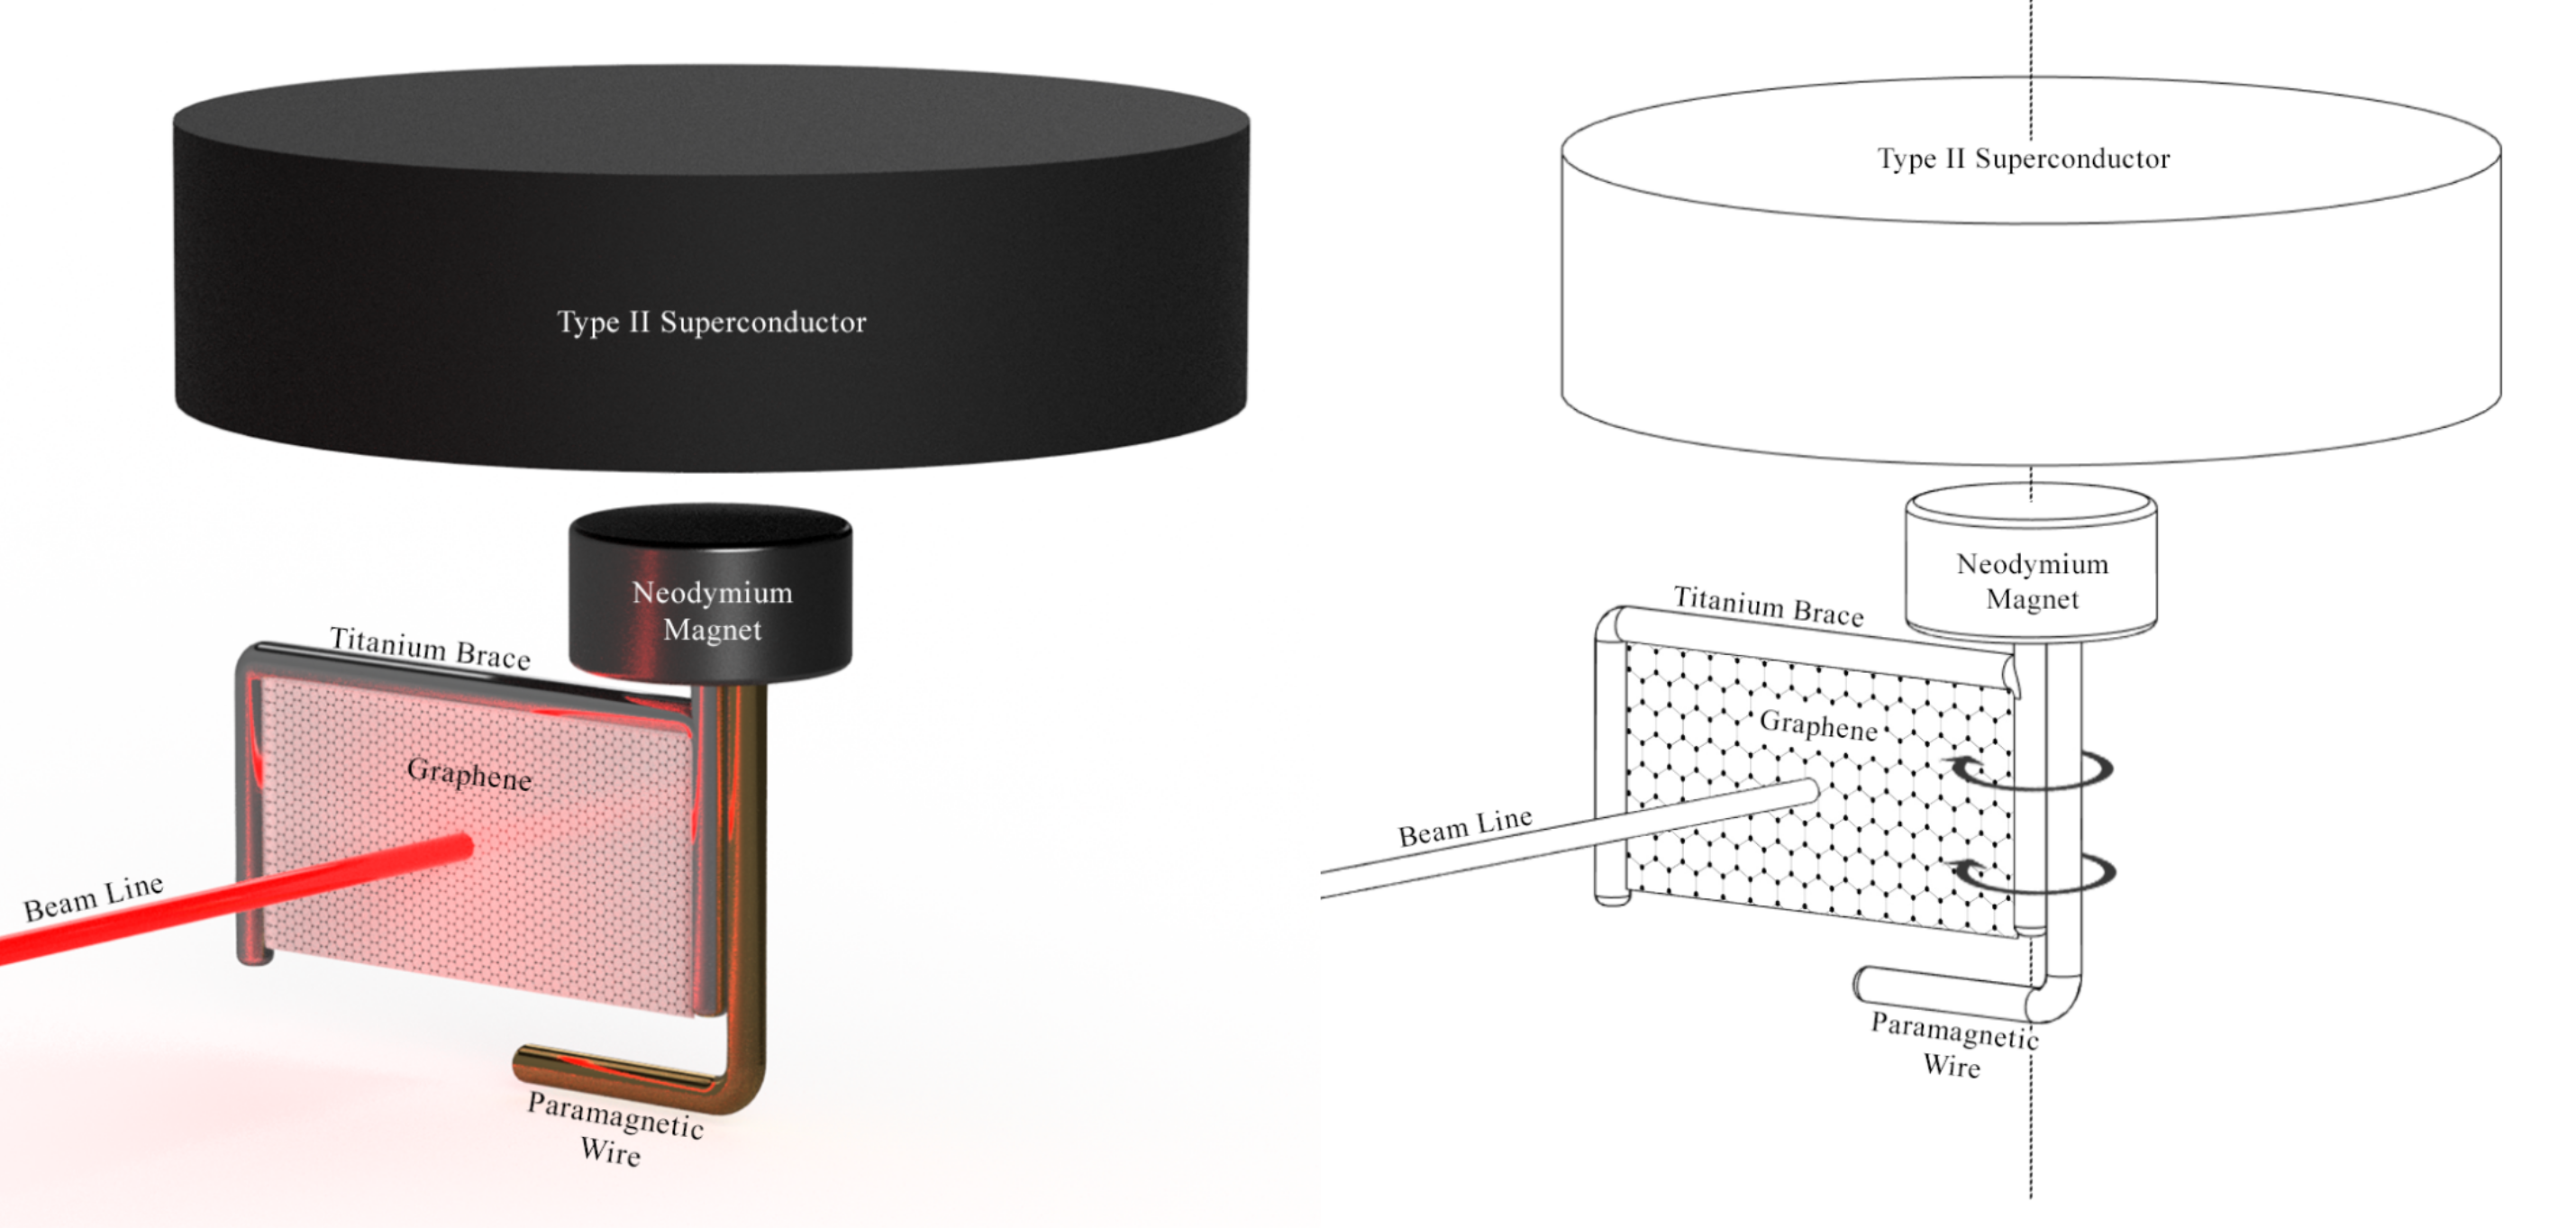 Type II Superconductor
Neodymium
Magnet
Titanium Brace
Graphene
Beam Line
Paramagnetic
Wire
Type II Superconductor
Neodymium
Magnet
Titanium Brace
Graphene
Beam Line
Paramagnetic
Wire